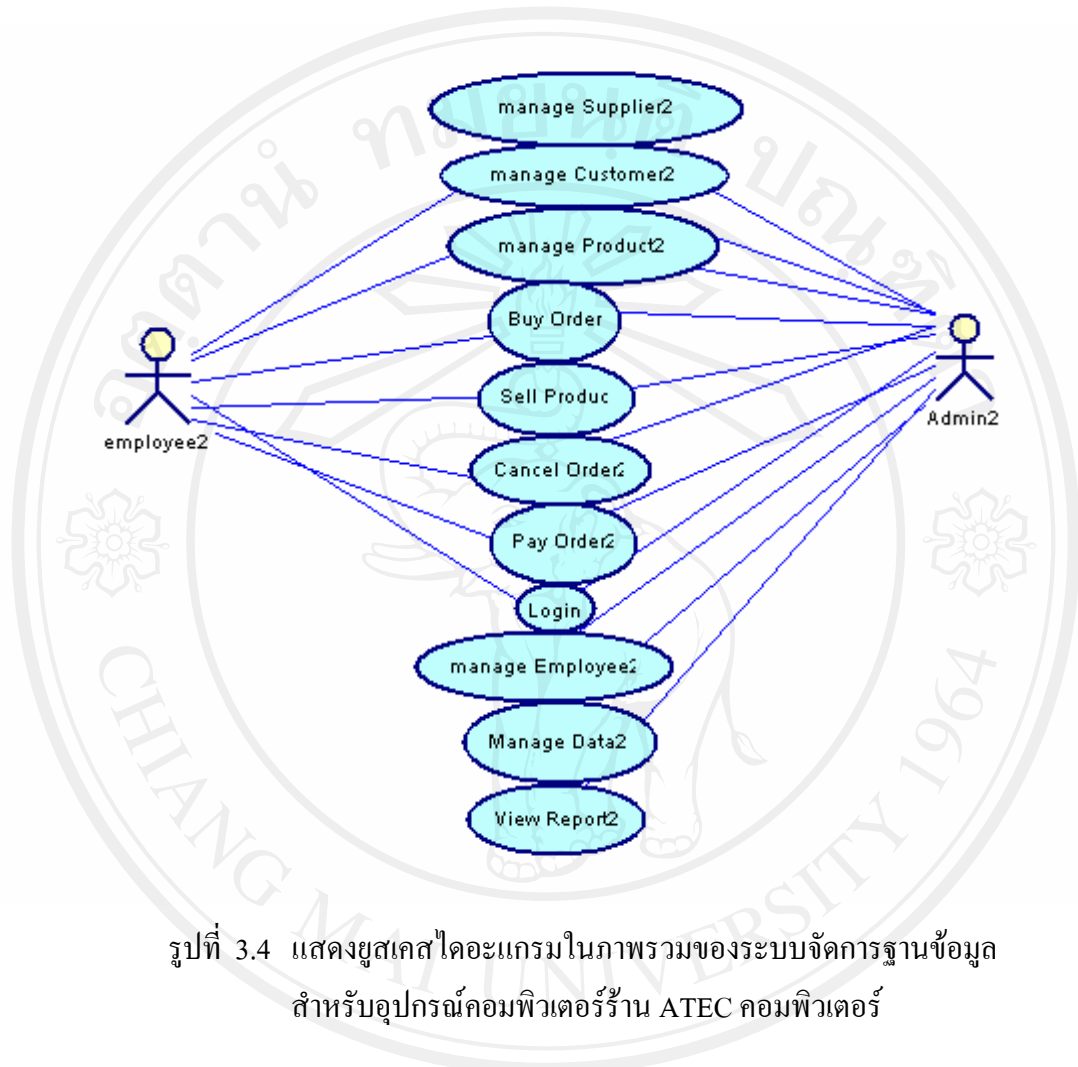 manage Supplier2
manage Customer2
manage Product2
Buy Order
Sell Produc
Cancel Order2
Pay Order2
Login
manage Employee2
Manage Data2
View Report2
employee2
Admin2
CHIANG MAI UNIVERSITY 1964
รูปที่ 3.4 แสดงยูสเคสไดอะแกรมในภาพรวมของระบบจัดการฐานข้อมูล
สำหรับอุปกรณ์คอมพิวเตอร์ร้าน ATEC คอมพิวเตอร์